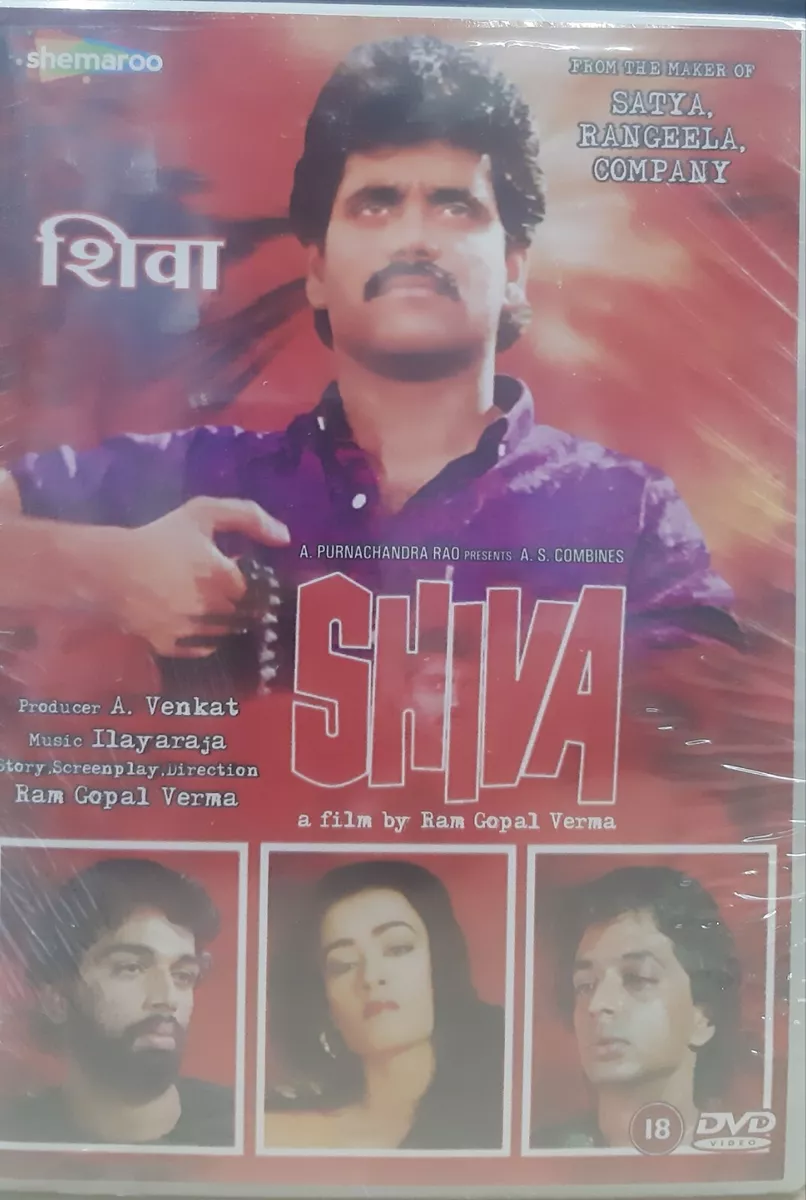 shemaroo
FROM THE MAKER OF
SATYA,
RANGEELA,
COMPANY
शिवा
A. PURNACHANDRA RAO PRESENTS A. S. COMBINES
SHIVA
a film by Ram Gopal Verma
Producer A. Venkat
Music Ilayaraja
Story,Screenplay,Direction
Ram Gopal Verma
18
DVD
VIDEO